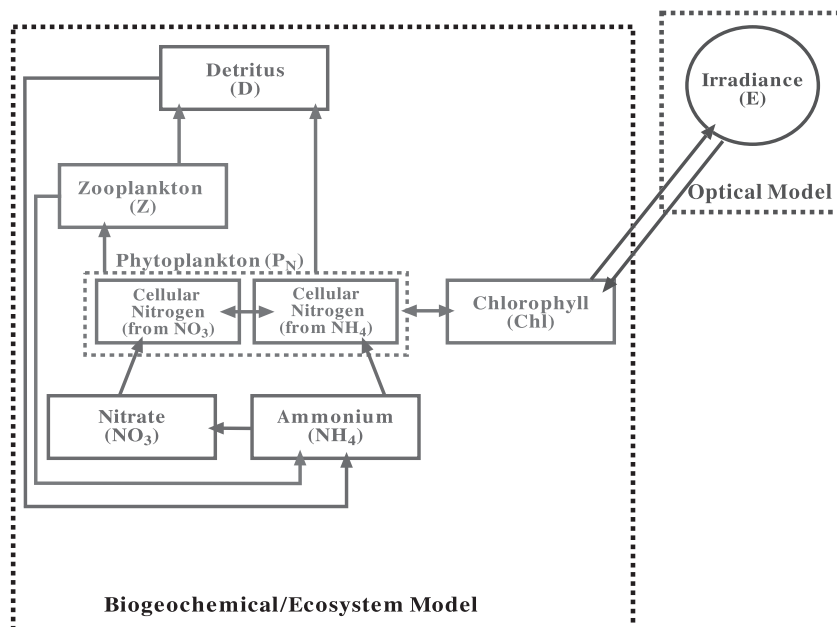 Detritus
(D)
Irradiance
(E)
Zooplankton
(Z)
Optical Model
Phytoplankton (P_N)
Cellular
Nitrogen
(from NO₃)
Cellular
Nitrogen
(from NH₄)
Chlorophyll
(Chl)
Nitrate
(NO₃)
Ammonium
(NH₄)
Biogeochemical/Ecosystem Model